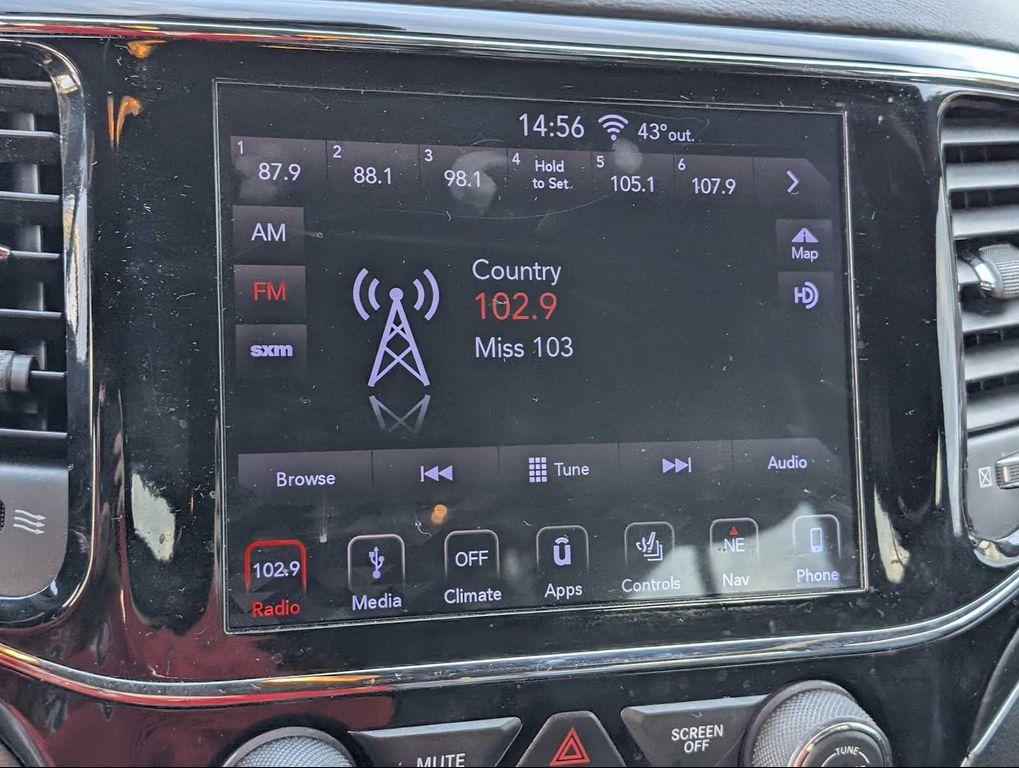 14:56 43°out.
1 87.9 2 88.1 3 98.1 4 Hold to Set 5 105.1 6 107.9
AM
FM
sxm
Country
102.9
Miss 103
Map
HD
Browse Tune Audio
102.9 OFF û NE
Radio Media Climate Apps Controls Nav Phone
MUTE
SCREEN
OFF
TUNE